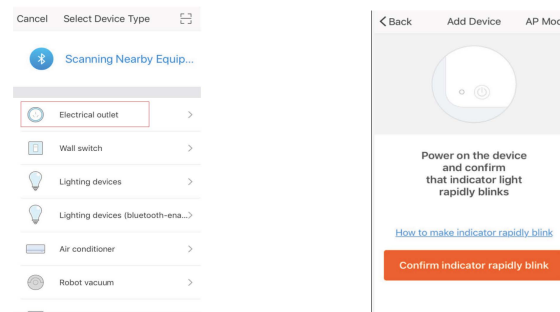 Cancel Select Device Type
Scanning Nearby Equip...
Electrical outlet
Wall switch
Lighting devices
Lighting devices (bluetooth-ena...
Air conditioner
Robot vacuum
Back Add Device AP Mod
Power on the device
and confirm
that indicator light
rapidly blinks
How to make indicator rapidly blink
Confirm indicator rapidly blink